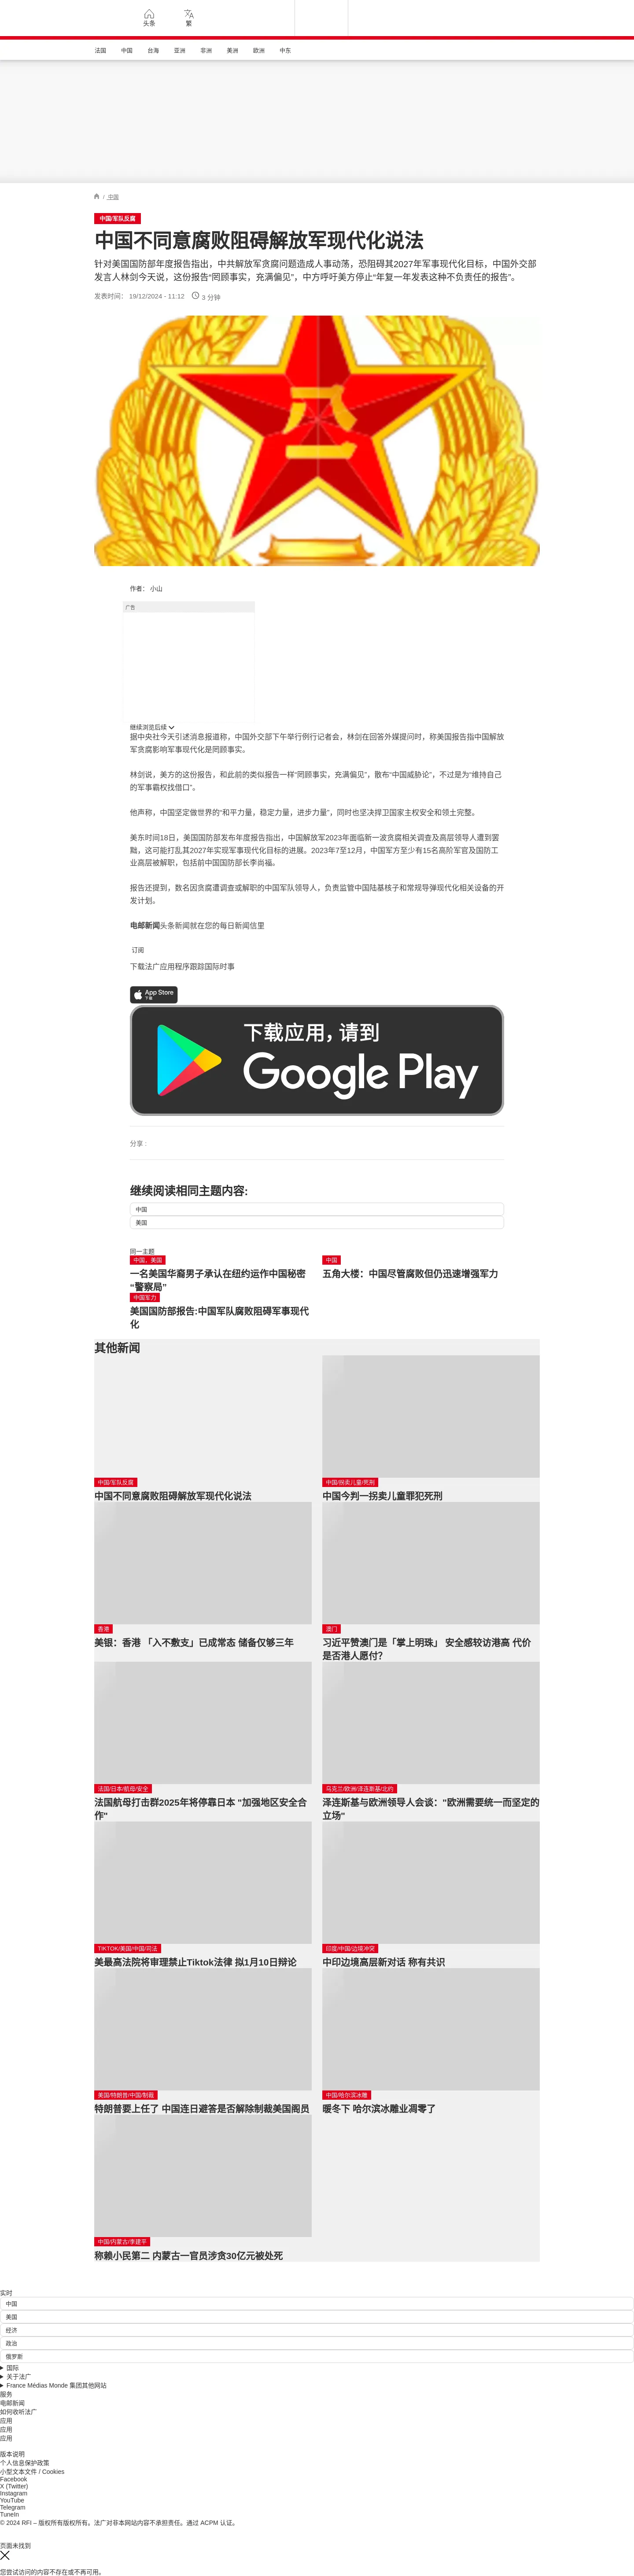 头条
繁
法国 中国 台海 亚洲 非洲 美洲 欧洲 中东
/ 中国
中国/军队反腐
中国不同意腐败阻碍解放军现代化说法
针对美国国防部年度报告指出，中共解放军贪腐问题造成人事动荡，恐阻碍其2027年军事现代化目标，中国外交部
发言人林剑今天说，这份报告“罔顾事实，充满偏见”，中方呼吁美方停止“年复一年发表这种不负责任的报告”。
发表时间： 19/12/2024 - 11:12 3 分钟
八一
作者： 小山
广告
继续浏览后续
据中央社今天引述消息报道称，中国外交部下午举行例行记者会，林剑在回答外媒提问时，称美国报告指中国解放
军贪腐影响军事现代化是罔顾事实。
林剑说，美方的这份报告，和此前的类似报告一样“罔顾事实，充满偏见”，散布“中国威胁论”，不过是为“维持自己
的军事霸权找借口”。
他声称，中国坚定做世界的“和平力量，稳定力量，进步力量”，同时也坚决捍卫国家主权安全和领土完整。
美东时间18日，美国国防部发布年度报告指出，中国解放军2023年面临新一波贪腐相关调查及高层领导人遭到罢
黜，这可能打乱其2027年实现军事现代化目标的进展。2023年7至12月，中国军方至少有15名高阶军官及国防工
业高层被解职，包括前中国国防部长李尚福。
报告还提到，数名因贪腐遭调查或解职的中国军队领导人，负责监管中国陆基核子和常规导弹现代化相关设备的开
发计划。
电邮新闻头条新闻就在您的每日新闻信里
订阅
下载法广应用程序跟踪国际时事
App Store
下载
下载应用，请到
Google Play
分享 :
继续阅读相同主题内容:
中国
美国
同一主题
中国，美国
一名美国华裔男子承认在纽约运作中国秘密
“警察局”
中国
五角大楼：中国尽管腐败但仍迅速增强军力
中国军力
美国国防部报告:中国军队腐败阻碍军事现代
化
其他新闻
中国/军队反腐
中国不同意腐败阻碍解放军现代化说法
中国/拐卖儿童/死刑
中国今判一拐卖儿童罪犯死刑
香港
美银：香港 「入不敷支」已成常态 储备仅够三年
澳门
习近平赞澳门是「掌上明珠」 安全感较访港高 代价
是否港人愿付？
法国/日本/航母/安全
法国航母打击群2025年将停靠日本 "加强地区安全合
作"
乌克兰/欧洲/泽连斯基/北约
泽连斯基与欧洲领导人会谈："欧洲需要统一而坚定的
立场"
TIKTOK/美国/中国/司法
美最高法院将审理禁止Tiktok法律 拟1月10日辩论
印度/中国/边境冲突
中印边境高层新对话 称有共识
美国/特朗普/中国/制裁
特朗普要上任了 中国连日避答是否解除制裁美国阁员
中国/哈尔滨冰雕
暖冬下 哈尔滨冰雕业凋零了
中国/内蒙古/李建平
称赖小民第二 内蒙古一官员涉贪30亿元被处死
实时
中国
美国
经济
政治
俄罗斯
国际
关于法广
France Médias Monde 集团其他网站
服务
电邮新闻
如何收听法广
应用
应用
应用
版本说明
个人信息保护政策
小型文本文件 / Cookies
Facebook
X (Twitter)
Instagram
YouTube
Telegram
TuneIn
© 2024 RFI – 版权所有版权所有。法广对非本网站内容不承担责任。通过 ACPM 认证。
页面未找到
您尝试访问的内容不存在或不再可用。